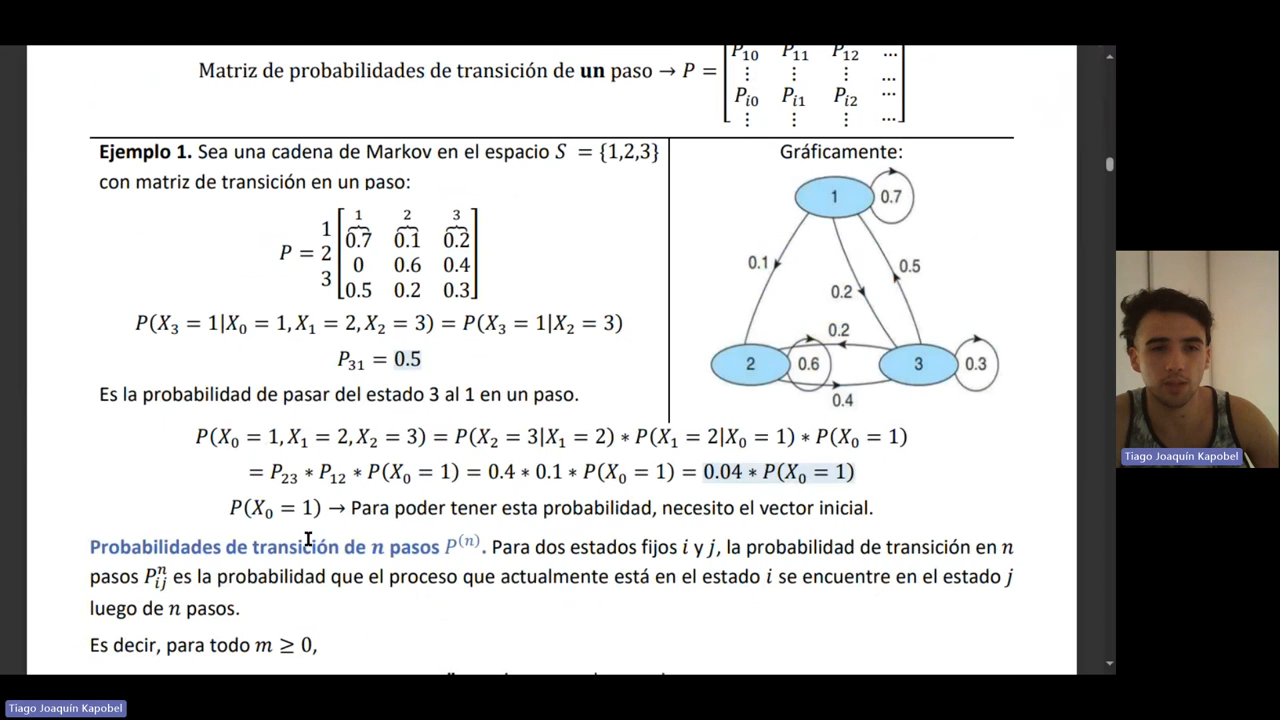 P₁₀ P₁₁ P₁₂ ...
Matriz de probabilidades de transición de un paso → P =
⋮ ⋮ ⋮ ...
Pᵢ₀ Pᵢ₁ Pᵢ₂ ...
⋮ ⋮ ⋮ ...
Ejemplo 1. Sea una cadena de Markov en el espacio S = {1,2,3}
con matriz de transición en un paso:
1 2 3
1 0.7 0.1 0.2
P = 2 0 0.6 0.4
3 0.5 0.2 0.3
P(X₃ = 1|X₀ = 1, X₁ = 2, X₂ = 3) = P(X₃ = 1|X₂ = 3)
P₃₁ = 0.5
Es la probabilidad de pasar del estado 3 al 1 en un paso.
Gráficamente:
1
0.7
0.1
0.5
0.2
0.2
2
0.6
3
0.3
0.4
P(X₀ = 1, X₁ = 2, X₂ = 3) = P(X₂ = 3|X₁ = 2) * P(X₁ = 2|X₀ = 1) * P(X₀ = 1)
= P₂₃ * P₁₂ * P(X₀ = 1) = 0.4 * 0.1 * P(X₀ = 1) = 0.04 * P(X₀ = 1)
P(X₀ = 1) → Para poder tener esta probabilidad, necesito el vector inicial.
Probabilidades de transición de n pasos P⁽ⁿ⁾. Para dos estados fijos i y j, la probabilidad de transición en n
pasos Pᵢⱼⁿ es la probabilidad que el proceso que actualmente está en el estado i se encuentre en el estado j
luego de n pasos.
Es decir, para todo m ≥ 0,
Tiago Joaquín Kapobel
Tiago Joaquín Kapobel